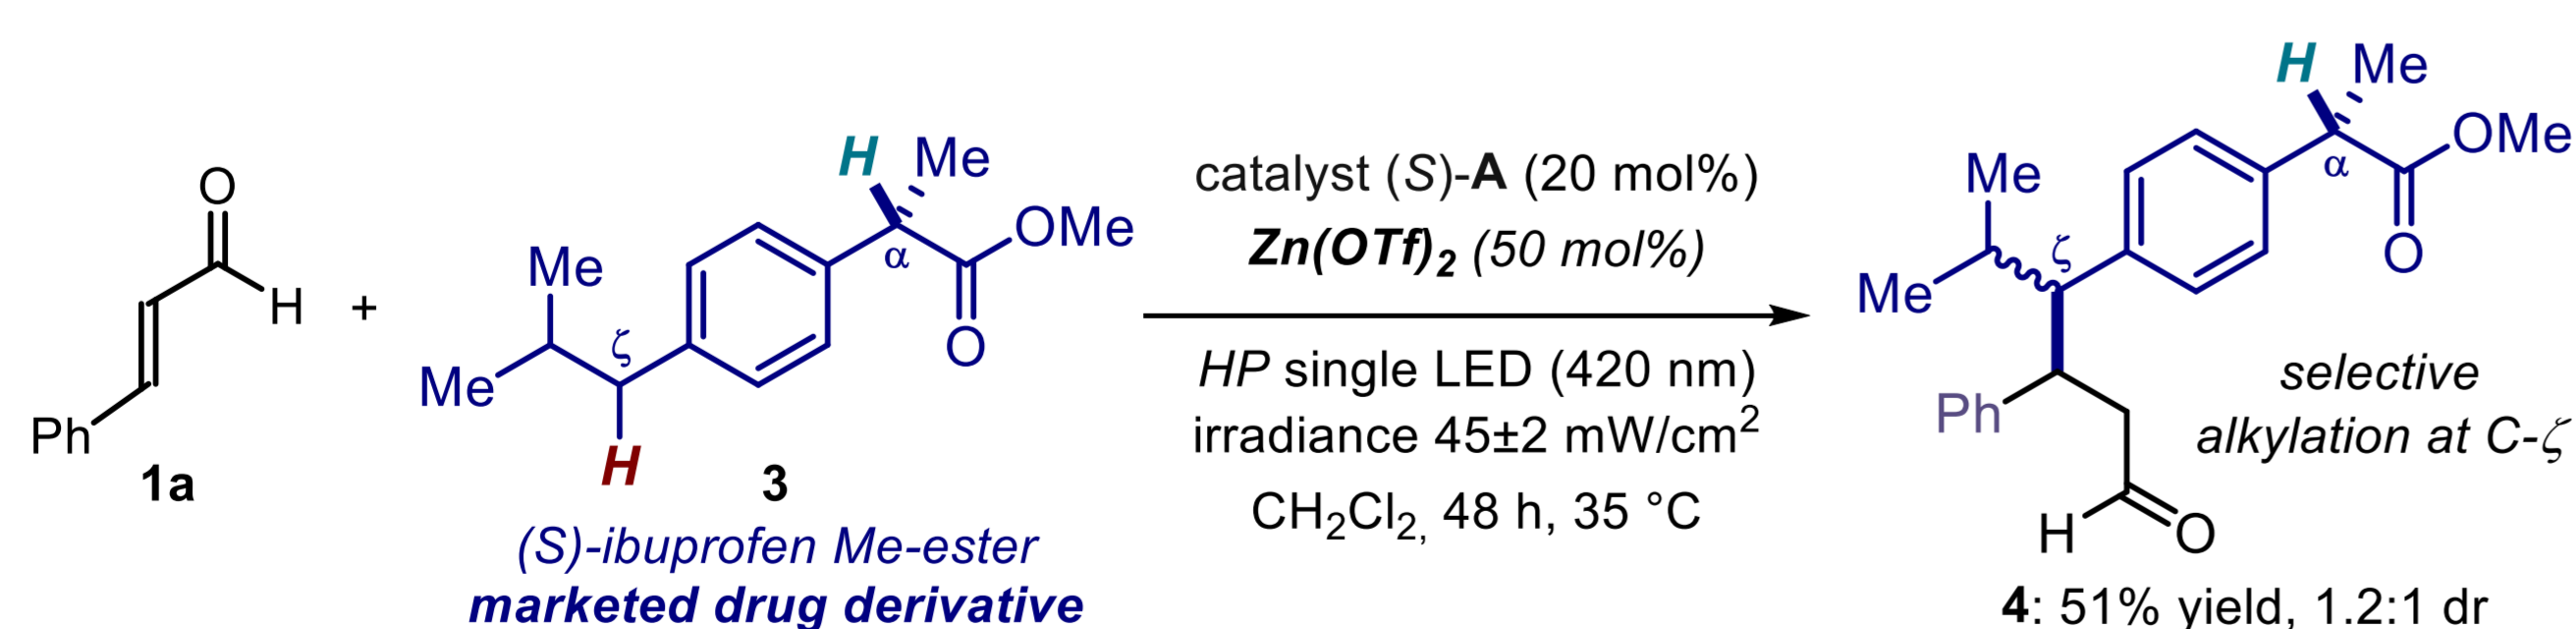 O
H
Ph
1a
+
H
Me
OMe
α
O
Me
ζ
Me
H
3
(S)-ibuprofen Me-ester
marketed drug derivative
catalyst (S)-A (20 mol%)
Zn(OTf)₂ (50 mol%)
HP single LED (420 nm)
irradiance 45±2 mW/cm²
CH₂Cl₂, 48 h, 35 °C
H
Me
OMe
α
O
Me
ζ
Me
Ph
H
O
selective
alkylation at C-ζ
4: 51% yield, 1.2:1 dr